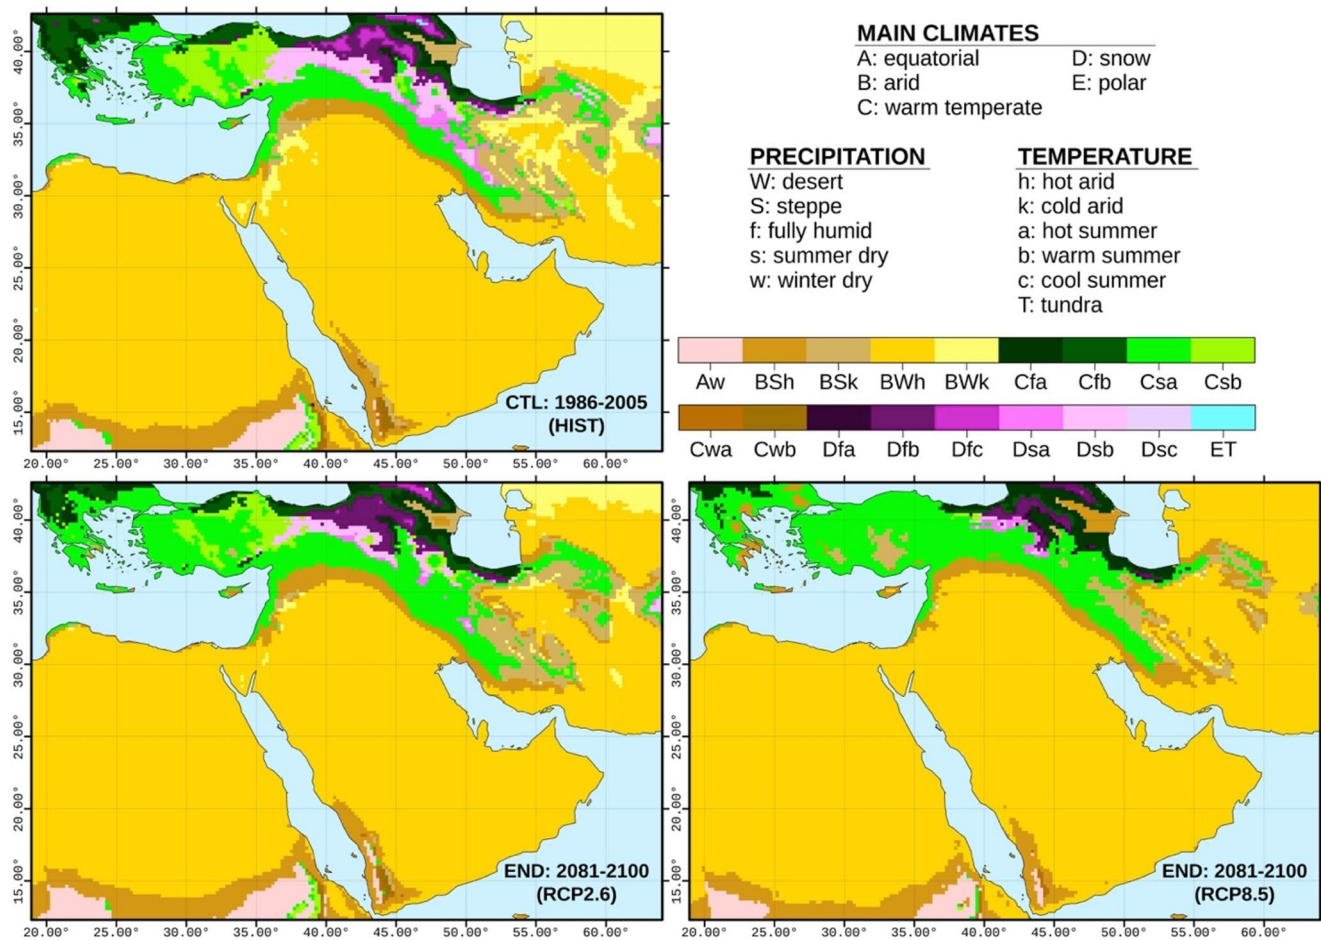 40.00°
35.00°
30.00°
25.00°
20.00°
15.00°
CTL: 1986-2005
(HIST)
20.00° 25.00° 30.00° 35.00° 40.00° 45.00° 50.00° 55.00° 60.00°
MAIN CLIMATES
A: equatorial D: snow
B: arid E: polar
C: warm temperate
PRECIPITATION TEMPERATURE
W: desert h: hot arid
S: steppe k: cold arid
f: fully humid a: hot summer
s: summer dry b: warm summer
w: winter dry c: cool summer
T: tundra
Aw BSh BSk BWh BWk Cfa Cfb Csa Csb
Cwa Cwb Dfa Dfb Dfc Dsa Dsb Dsc ET
40.00°
35.00°
30.00°
25.00°
20.00°
15.00°
END: 2081-2100
(RCP2.6)
20.00° 25.00° 30.00° 35.00° 40.00° 45.00° 50.00° 55.00° 60.00°
40.00°
35.00°
30.00°
25.00°
20.00°
15.00°
END: 2081-2100
(RCP8.5)
20.00° 25.00° 30.00° 35.00° 40.00° 45.00° 50.00° 55.00° 60.00°